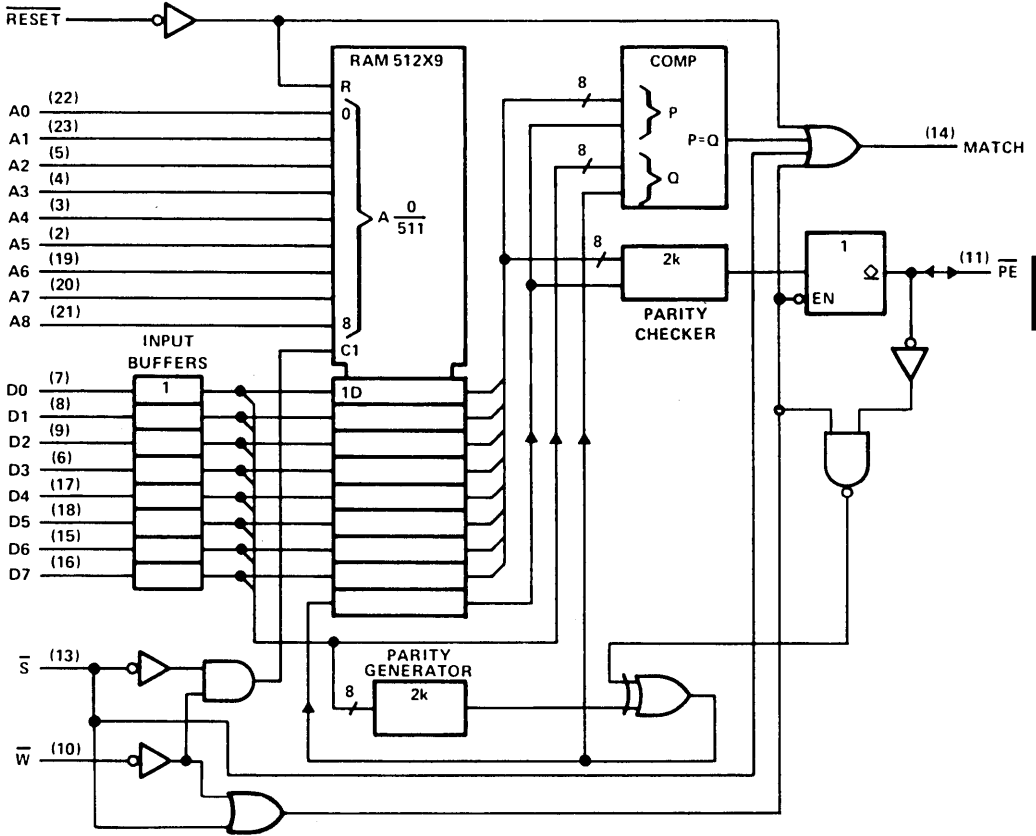 RESET
RAM 512X9
COMP
R
0
A0 (22)
A1 (23)
A2 (5)
A3 (4)
A4 (3)
A5 (2)
A6 (19)
A7 (20)
A8 (21)
8
A 0/511
C1
8
P
8
Q
P=Q
(14) MATCH
8
2k
PARITY
CHECKER
1
EN
(11) PE
INPUT
BUFFERS
D0 (7)
1
1D
D1 (8)
D2 (9)
D3 (6)
D4 (17)
D5 (18)
D6 (15)
D7 (16)
S (13)
PARITY
GENERATOR
8
2k
W (10)